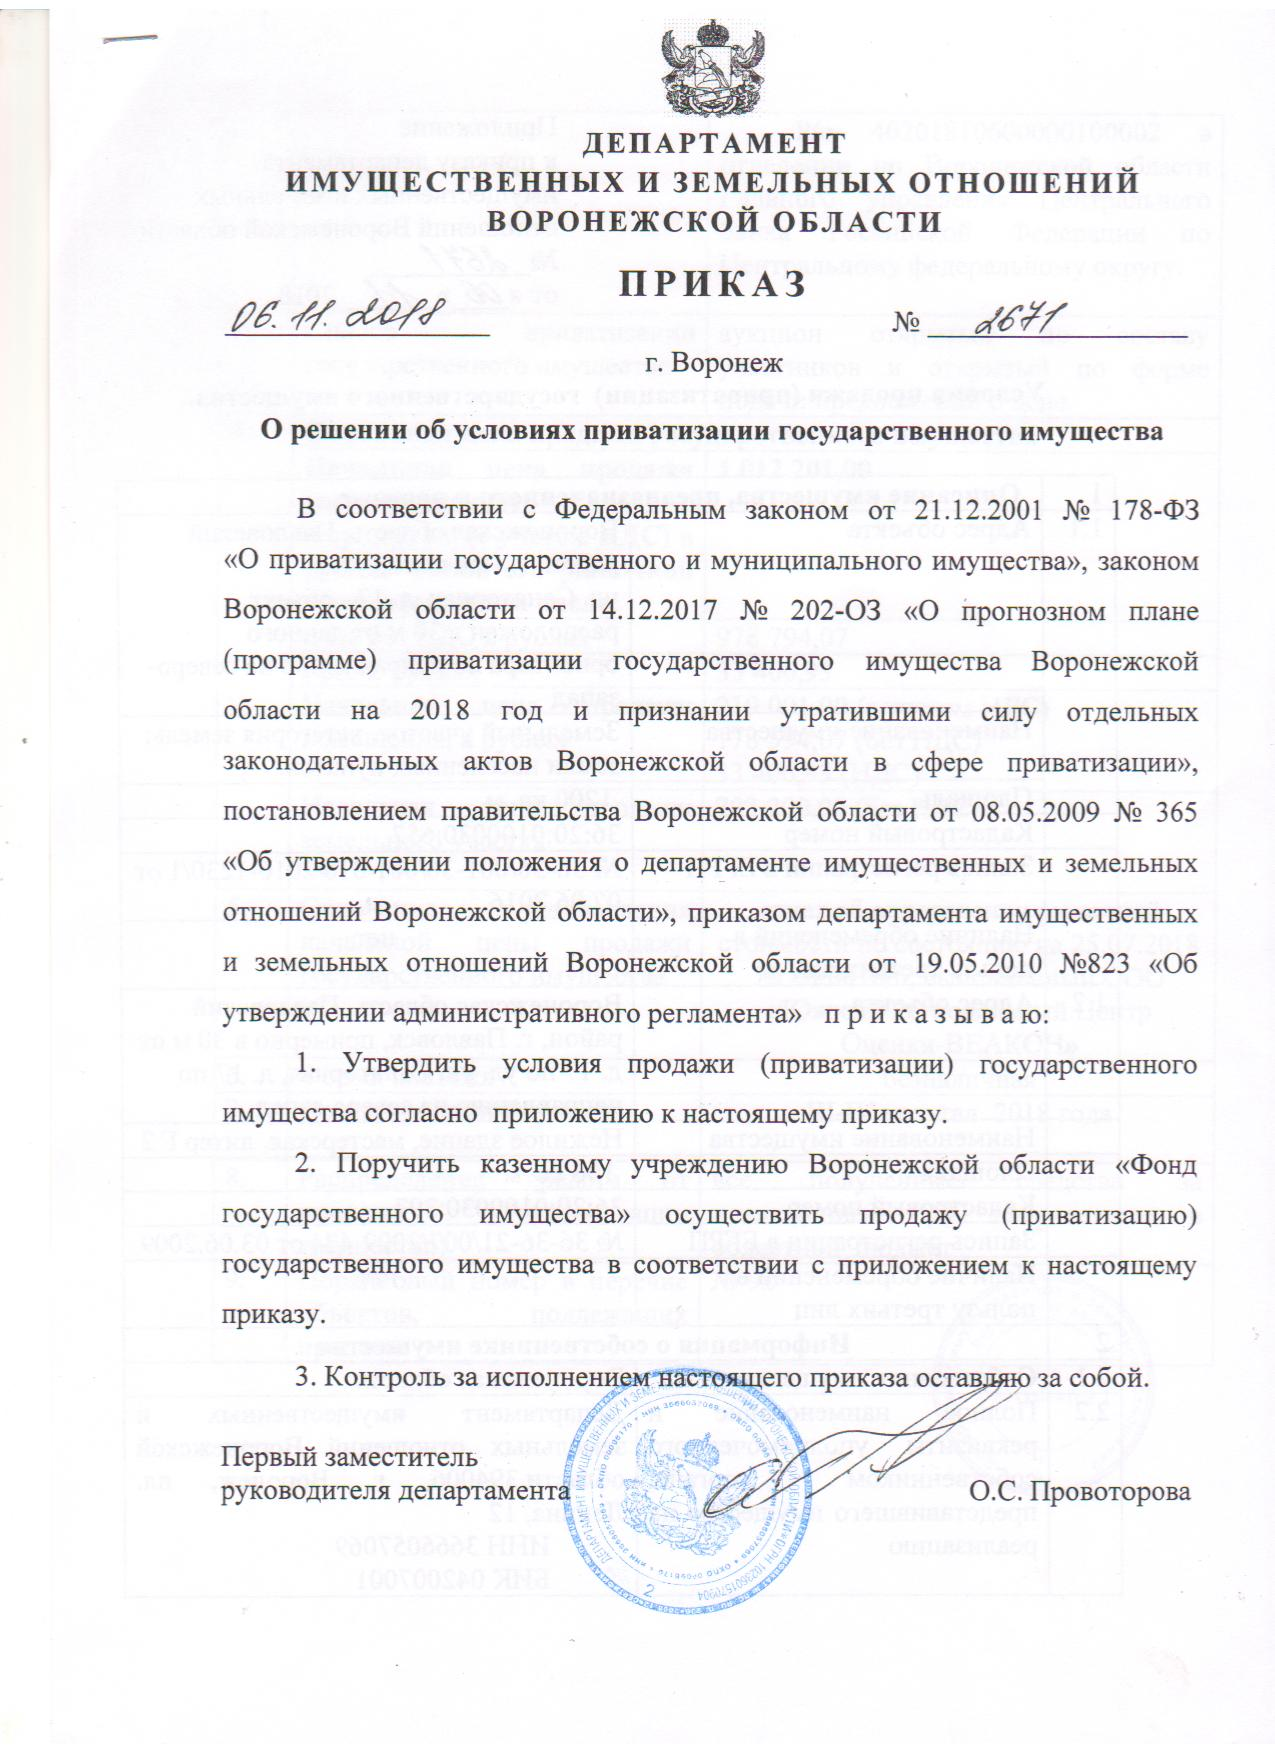 ДЕПАРТАМЕНТ
ИМУЩЕСТВЕННЫХ И ЗЕМЕЛЬНЫХ ОТНОШЕНИЙ
ВОРОНЕЖСКОЙ ОБЛАСТИ
ПРИКАЗ
06.11.2018 № 2671
г. Воронеж
О решении об условиях приватизации государственного имущества
В соответствии с Федеральным законом от 21.12.2001 № 178-ФЗ
«О приватизации государственного и муниципального имущества», законом
Воронежской области от 14.12.2017 № 202-ОЗ «О прогнозном плане
(программе) приватизации государственного имущества Воронежской
области на 2018 год и признании утратившими силу отдельных
законодательных актов Воронежской области в сфере приватизации»,
постановлением правительства Воронежской области от 08.05.2009 № 365
«Об утверждении положения о департаменте имущественных и земельных
отношений Воронежской области», приказом департамента имущественных
и земельных отношений Воронежской области от 19.05.2010 №823 «Об
утверждении административного регламента» п р и к а з ы в а ю:
1. Утвердить условия продажи (приватизации) государственного
имущества согласно приложению к настоящему приказу.
2. Поручить казенному учреждению Воронежской области «Фонд
государственного имущества» осуществить продажу (приватизацию)
государственного имущества в соответствии с приложением к настоящему
приказу.
3. Контроль за исполнением настоящего приказа оставляю за собой.
Первый заместитель
руководителя департамента О.С. Провоторова
ДЕПАРТАМЕНТ ИМУЩЕСТВЕННЫХ И ЗЕМЕЛЬНЫХ ОТНОШЕНИЙ ВОРОНЕЖСКОЙ ОБЛАСТИ
2